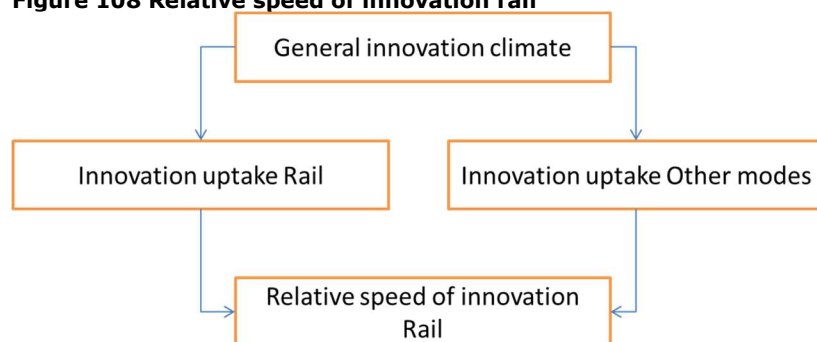 Figure 108 Relative speed of innovation rail
General innovation climate
Innovation uptake Rail
Innovation uptake Other modes
Relative speed of innovation
Rail